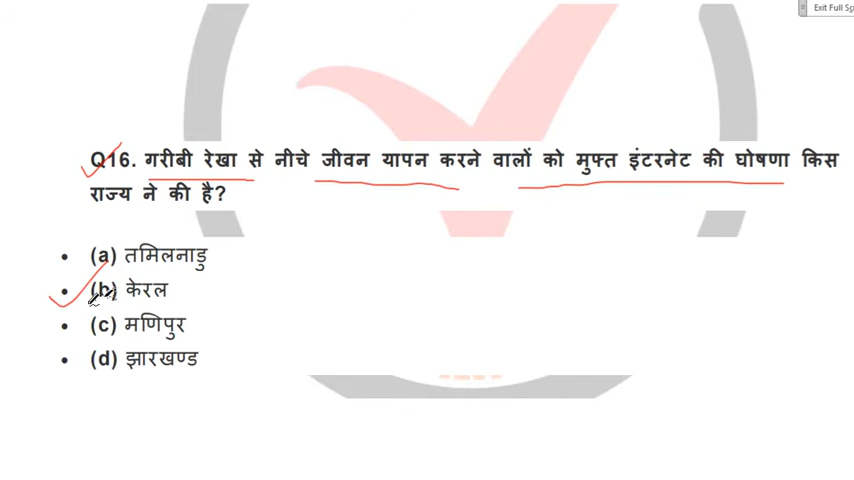 Exit Full Sc
Q16. गरीबी रेखा से नीचे जीवन यापन करने वालों को मुफ्त इंटरनेट की घोषणा किस
राज्य ने की है?
• (a) तमिलनाडु
• (b) केरल
• (c) मणिपुर
• (d) झारखण्ड